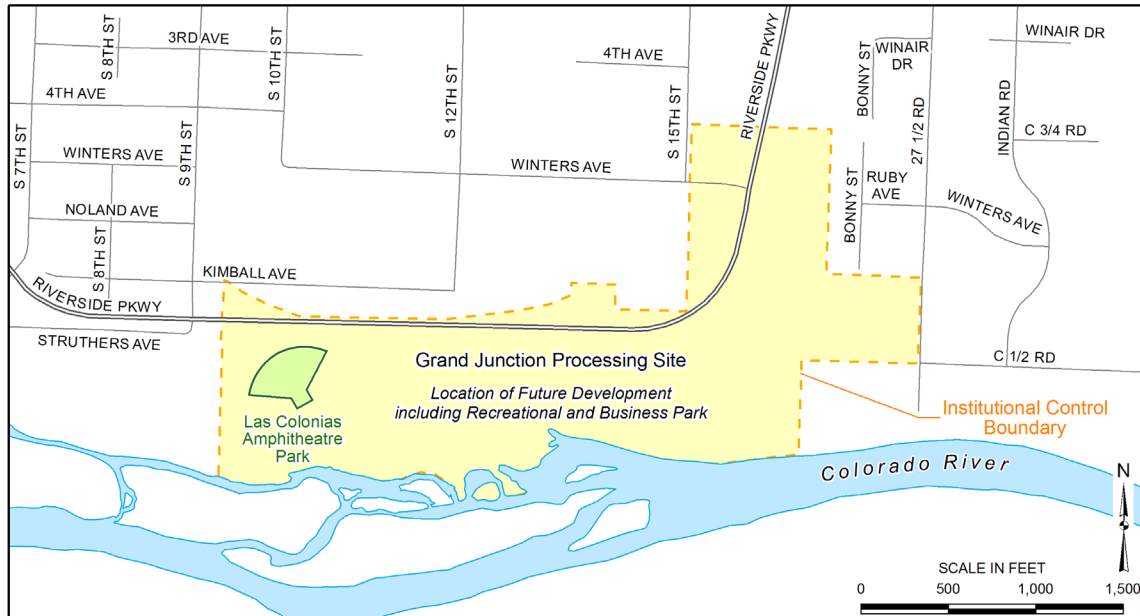 3RD AVE
S 8TH ST
S 10TH ST
4TH AVE
S 7TH ST
WINTERS AVE
S 9TH ST
NOLAND AVE
S 8TH ST
KIMBALL AVE
RIVERSIDE PKWY
STRUTHERS AVE
S 12TH ST
4TH AVE
S 15TH ST
WINTERS AVE
RIVERSIDE PKWY
BONNY ST
WINAIR
DR
27 1/2 RD
INDIAN RD
WINAIR DR
C 3/4 RD
BONNY ST
RUBY
AVE
WINTERS AVE
C 1/2 RD
Grand Junction Processing Site
Location of Future Development
including Recreational and Business Park
Las Colonias
Amphitheatre
Park
Institutional Control
Boundary
Colorado River
N
SCALE IN FEET
0 500 1,000 1,500